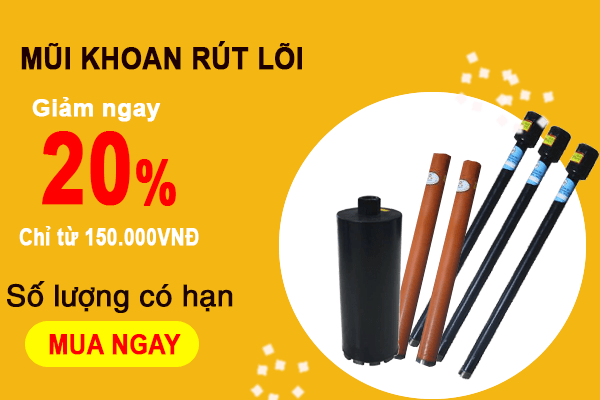 MŨI KHOAN RÚT LÕI
Giảm ngay
20%
Chỉ từ 150.000VNĐ
Số lượng có hạn
MUA NGAY